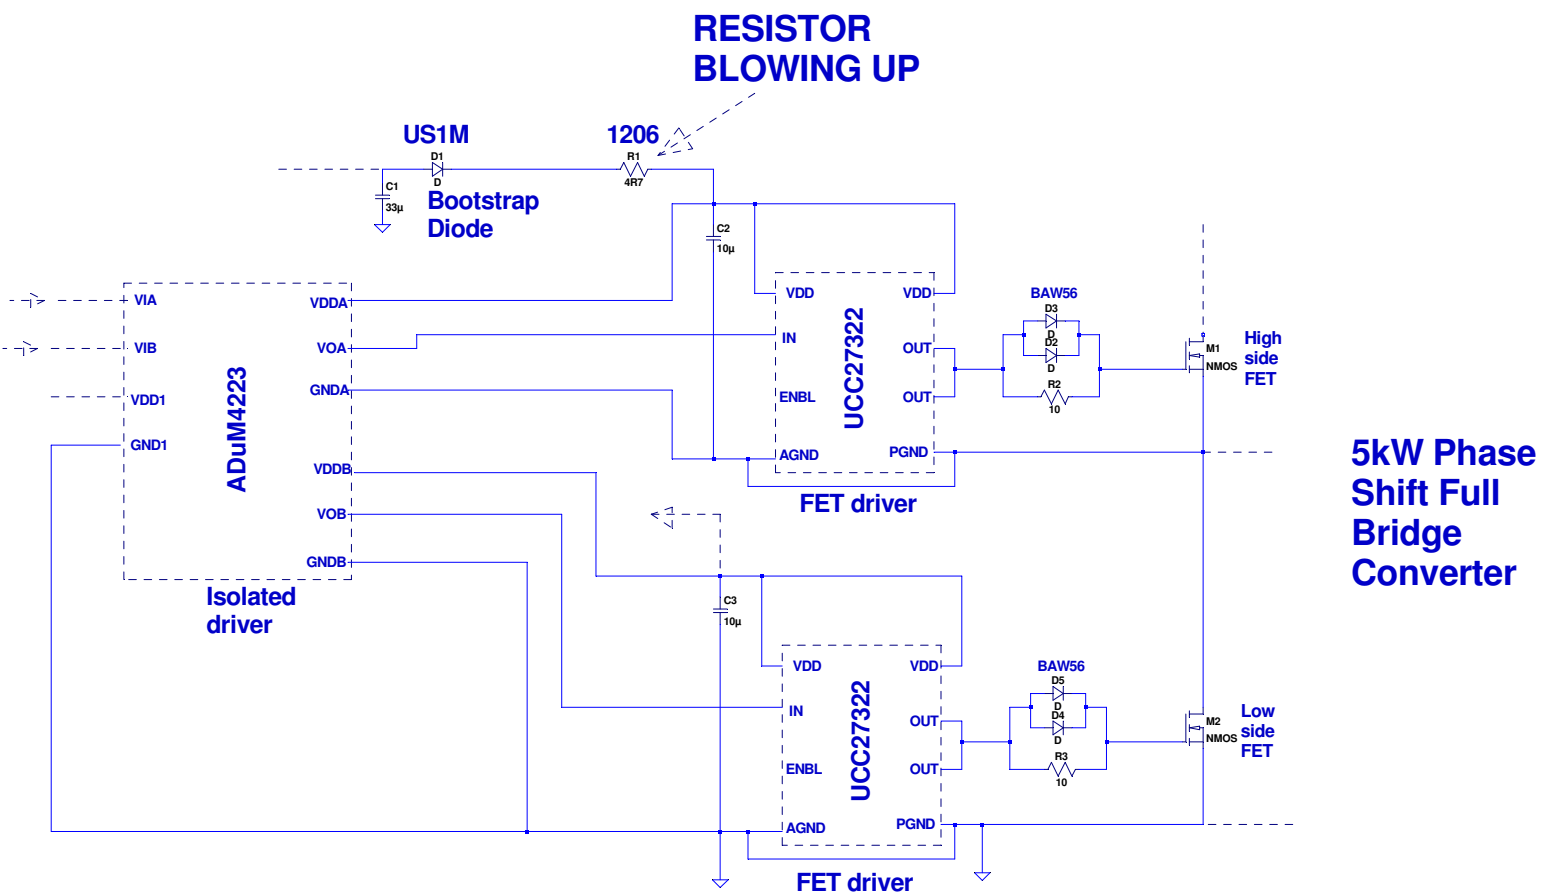 RESISTOR
BLOWING UP
US1M
1206
D1
D
R1
4R7
C1
33µ
Bootstrap
Diode
C2
10µ
VIA
VIB
VDD1
GND1
ADuM4223
VDDA
VOA
GNDA
VDDB
VOB
GNDB
Isolated
driver
VDD
IN
ENBL
AGND
UCC27322
VDD
OUT
OUT
PGND
FET driver
BAW56
D3
D
D2
D
R2
10
M1
NMOS
High
side
FET
5kW Phase
Shift Full
Bridge
Converter
C3
10µ
VDD
IN
ENBL
AGND
UCC27322
VDD
OUT
OUT
PGND
FET driver
BAW56
D5
D
D4
D
R3
10
M2
NMOS
Low
side
FET